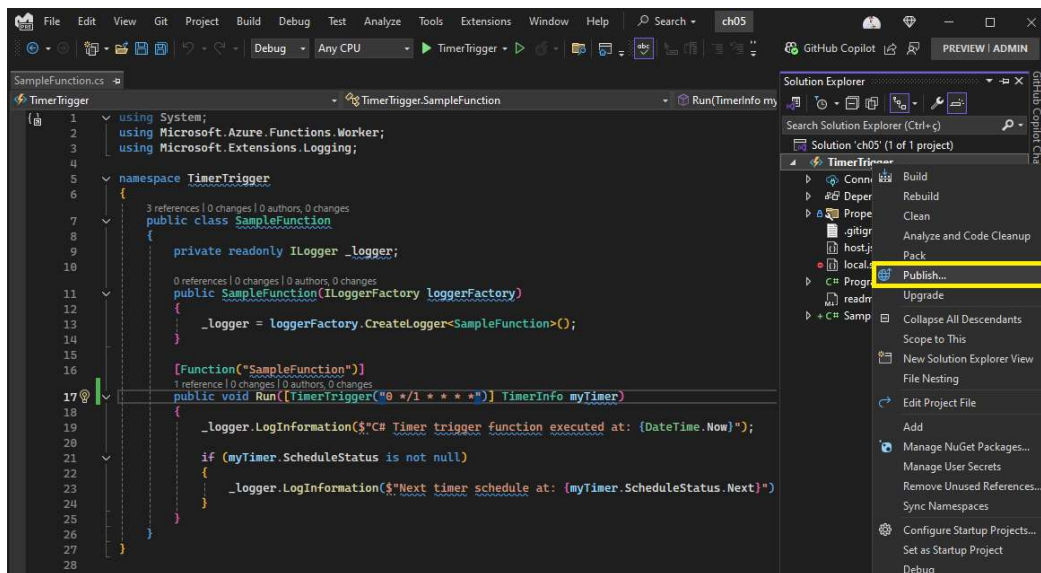 File Edit View Git Project Build Debug Test Analyze Tools Extensions Window Help Search ch05
Debug Any CPU TimerTrigger GitHub Copilot PREVIEW | ADMIN
SampleFunction.cs
TimerTrigger TimerTrigger.SampleFunction Run(TimerInfo my
1 using System;
2 using Microsoft.Azure.Functions.Worker;
3 using Microsoft.Extensions.Logging;
4
5 namespace TimerTrigger
6 {
3 references | 0 changes | 0 authors, 0 changes
7 public class SampleFunction
8 {
9 private readonly ILogger _logger;
10
0 references | 0 changes | 0 authors, 0 changes
11 public SampleFunction(ILoggerFactory loggerFactory)
12 {
13 _logger = loggerFactory.CreateLogger<SampleFunction>();
14 }
15
16 [Function("SampleFunction")]
1 reference | 0 changes | 0 authors, 0 changes
17 public void Run([TimerTrigger("0 */1 * * * *")] TimerInfo myTimer)
18 {
19 _logger.LogInformation($"C# Timer trigger function executed at: {DateTime.Now}");
20
21 if (myTimer.ScheduleStatus is not null)
22 {
23 _logger.LogInformation($"Next timer schedule at: {myTimer.ScheduleStatus.Next}")
24 }
25 }
26 }
27 }
28
Solution Explorer
Search Solution Explorer (Ctrl+ç)
Solution 'ch05' (1 of 1 project)
TimerTrigger
Conne
Deper
Prope
.gitigr
host.js
local.s
C# Progra
readm
C# Samp
Build
Rebuild
Clean
Analyze and Code Cleanup
Pack
Publish...
Upgrade
Collapse All Descendants
Scope to This
New Solution Explorer View
File Nesting
Edit Project File
Add
Manage NuGet Packages...
Manage User Secrets
Remove Unused References...
Sync Namespaces
Configure Startup Projects...
Set as Startup Project
Debug
GitHub Copilot Cha